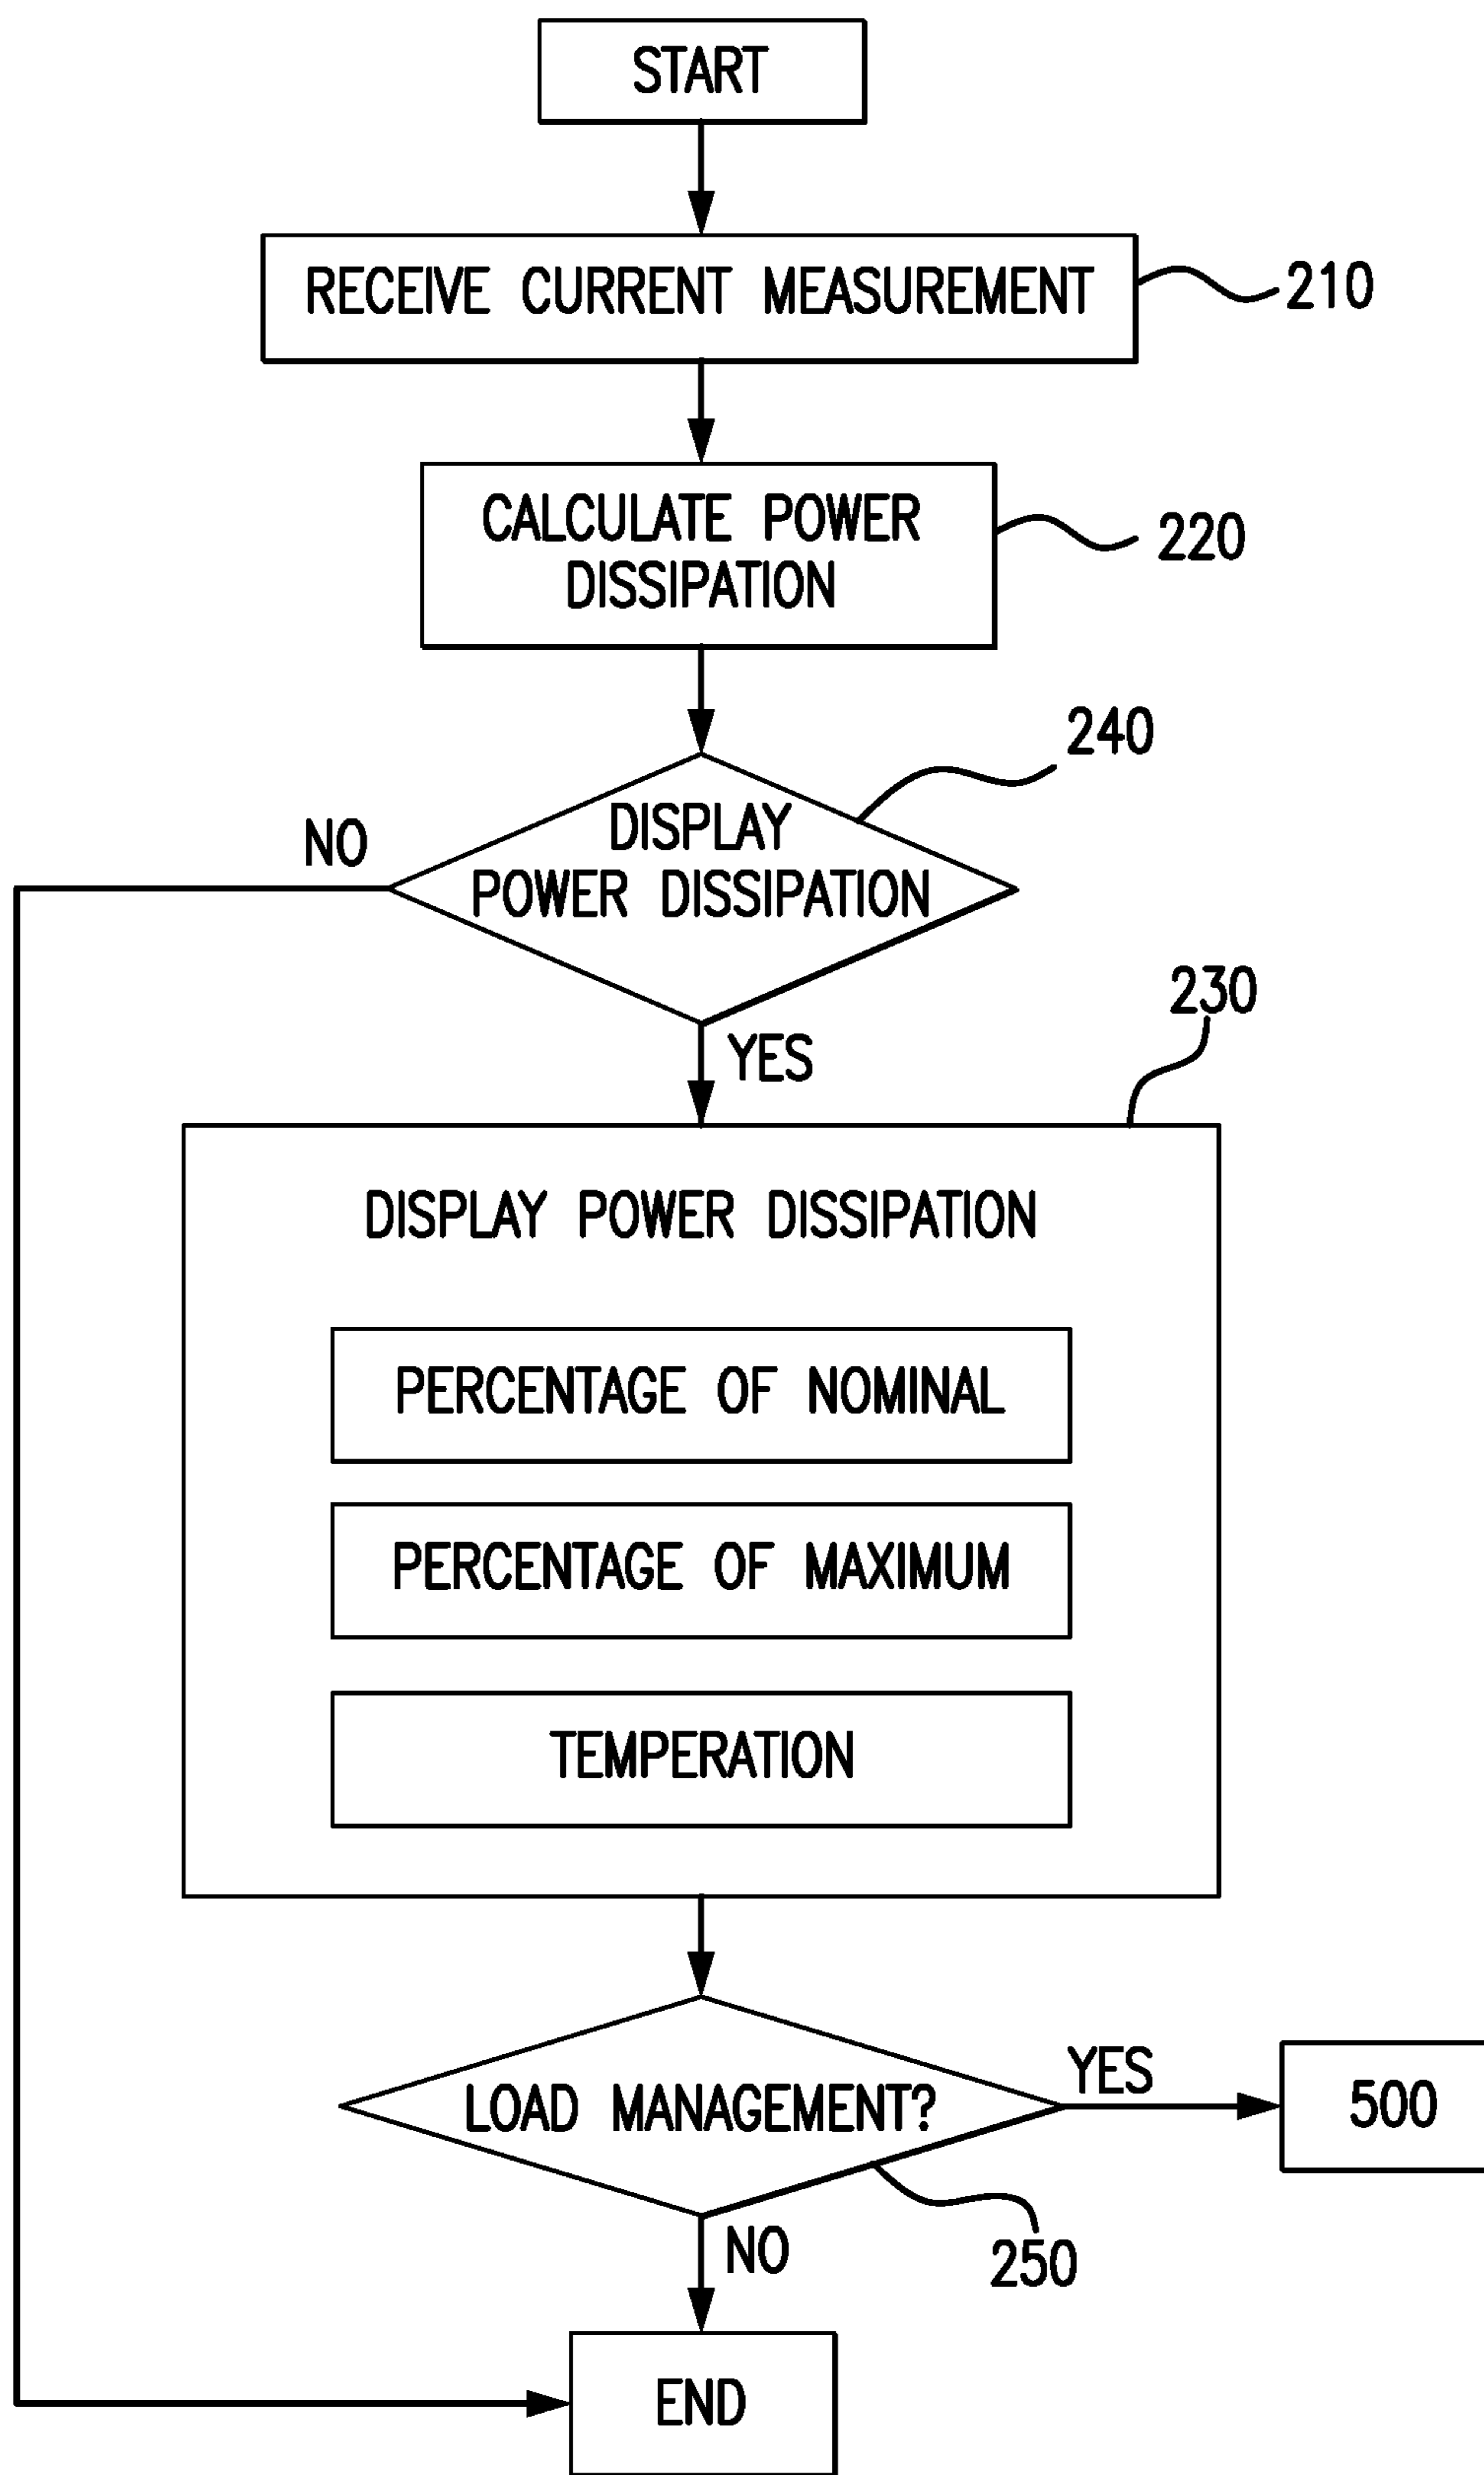 START
RECEIVE CURRENT MEASUREMENT
210
CALCULATE POWER
DISSIPATION
220
240
DISPLAY
POWER DISSIPATION
NO
YES
230
DISPLAY POWER DISSIPATION
PERCENTAGE OF NOMINAL
PERCENTAGE OF MAXIMUM
TEMPERATION
LOAD MANAGEMENT?
YES
500
250
NO
END